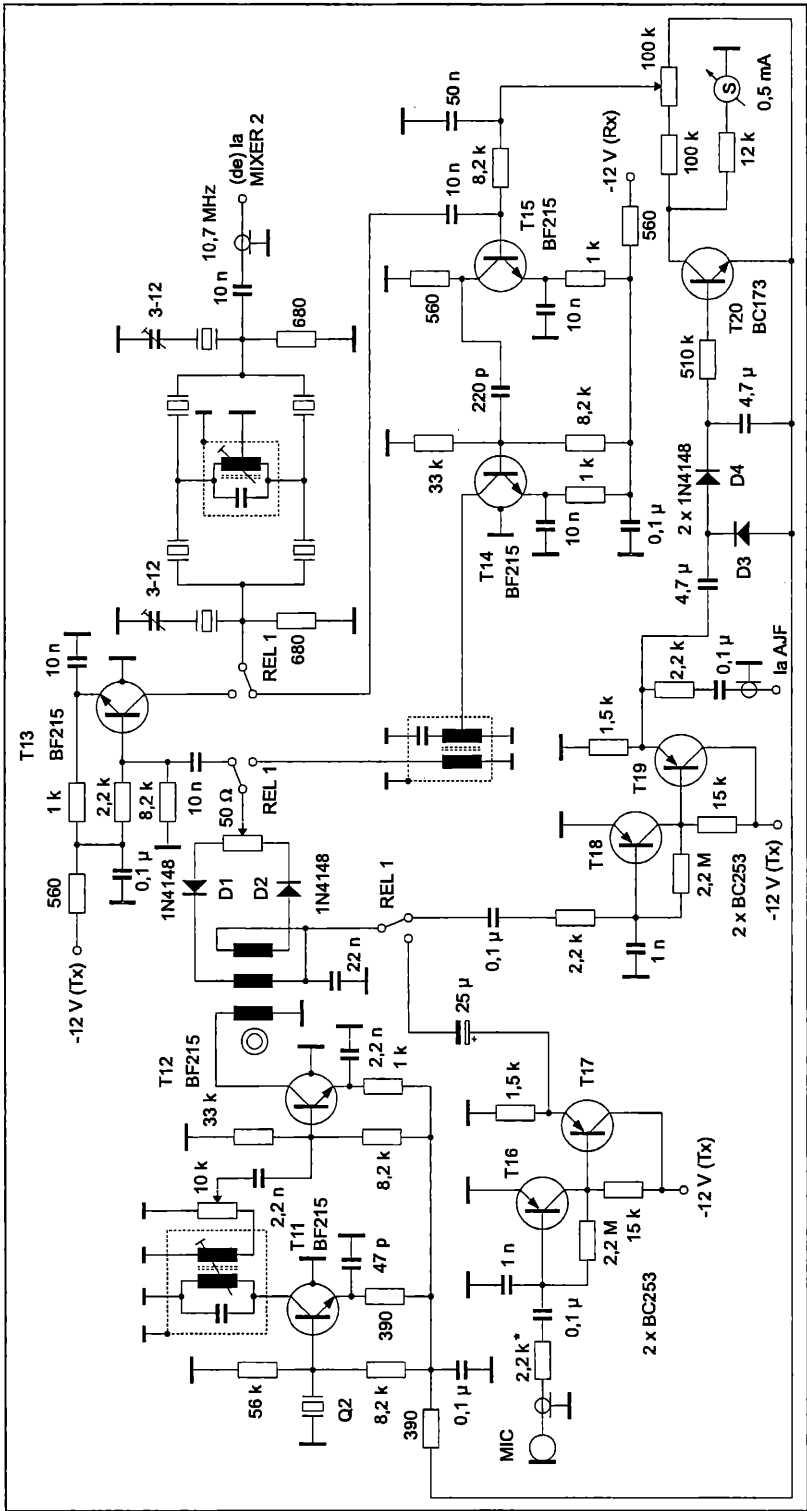 -12 V (Tx)
560
1 k
2,2 k
8,2 k
0,1 µ
10 n
T13
BF215
10 n
50 Ω
REL 1
REL 1
1N4148
D1
D2
1N4148
3-12
680
3-12
680
10 n
10,7 MHz
(de) la
MIXER 2
T12
BF215
33 k
8,2 k
2,2 n
1 k
22 n
10 k
2,2 n
T11
BF215
47 p
390
56 k
8,2 k
Q2
390
0,1 µ
REL 1
25 µ
+
0,1 µ
2,2 k
1 n
T14
BF215
33 k
8,2 k
1 k
10 n
0,1 µ
220 p
560
T15
BF215
10 n
8,2 k
50 n
10 n
1 k
560
-12 V (Rx)
100 k
100 k
12 k
S
0,5 mA
T20
BC173
510 k
4,7 µ
2 x 1N4148
D4
D3
4,7 µ
1,5 k
2,2 k
0,1 µ
la AJF
T18
T19
15 k
2,2 M
2 x BC253
-12 V (Tx)
1,5 k
T17
T16
15 k
2,2 M
2 x BC253
-12 V (Tx)
1 n
0,1 µ
2,2 k*
MIC